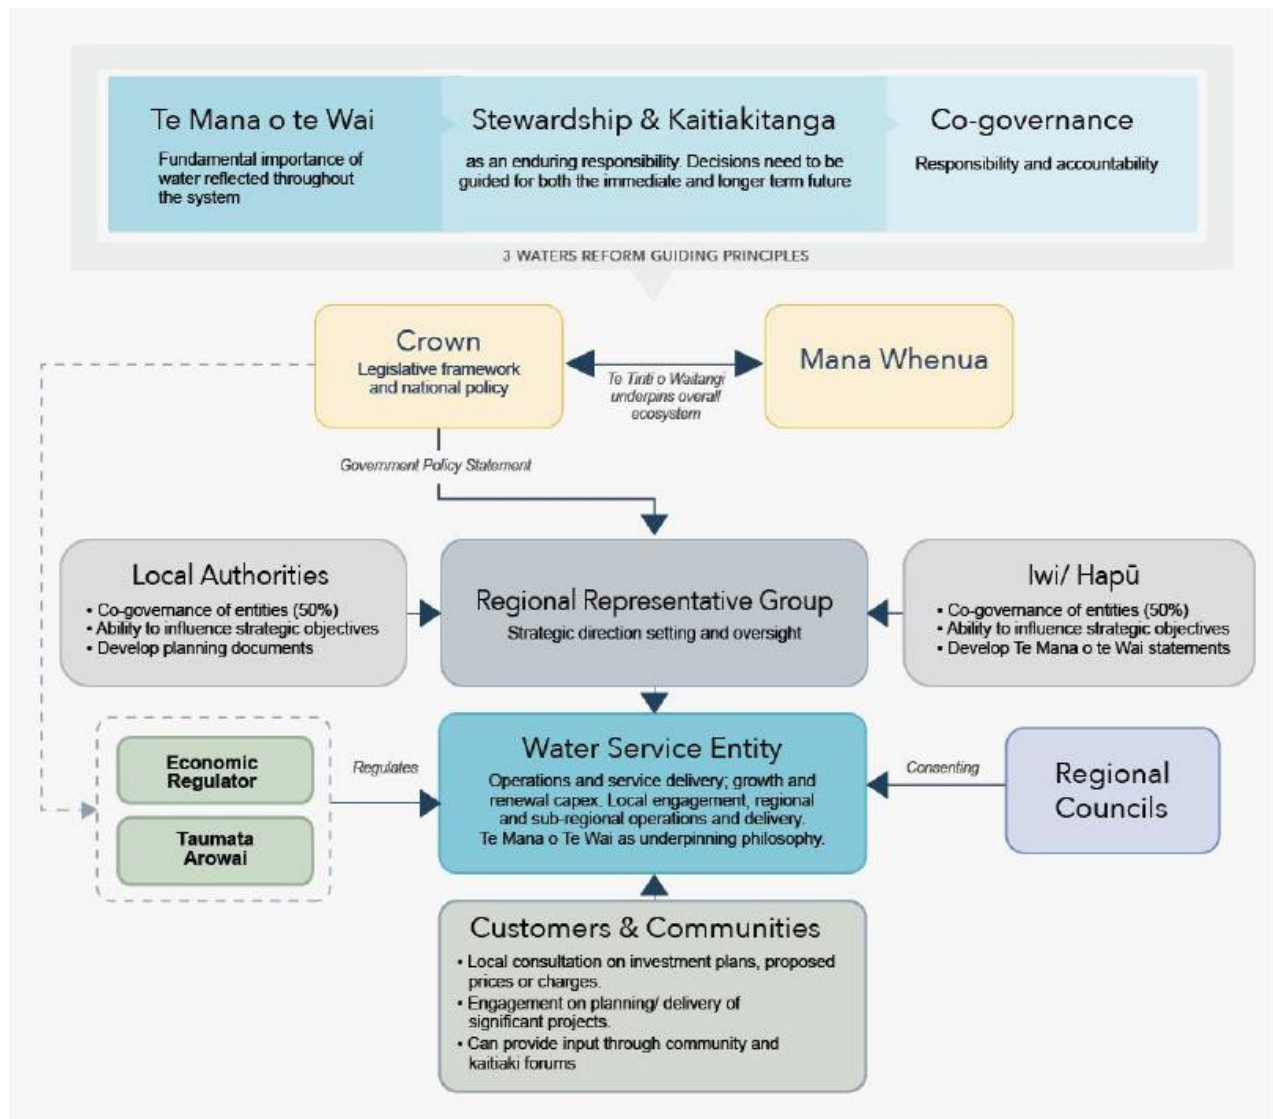 Te Mana o te Wai
Fundamental importance of
water reflected throughout
the system
Stewardship & Kaitiakitanga
as an enduring responsibility. Decisions need to be
guided for both the immediate and longer term future
Co-governance
Responsibility and accountability
3 WATERS REFORM GUIDING PRINCIPLES
Crown
Legislative framework
and national policy
Te Tiriti o Waitangi
underpins overall
ecosystem
Mana Whenua
Government Policy Statement
Local Authorities
• Co-governance of entities (50%)
• Ability to influence strategic objectives
• Develop planning documents
Regional Representative Group
Strategic direction setting and oversight
Iwi/ Hapū
• Co-governance of entities (50%)
• Ability to influence strategic objectives
• Develop Te Mana o te Wai statements
Economic
Regulator
Taumata
Arowai
Regulates
Water Service Entity
Operations and service delivery; growth and
renewal capex. Local engagement, regional
and sub-regional operations and delivery.
Te Mana o Te Wai as underpinning philosophy.
Consenting
Regional
Councils
Customers & Communities
• Local consultation on investment plans, proposed
prices or charges.
• Engagement on planning/ delivery of
significant projects.
• Can provide input through community and
kaitiaki forums